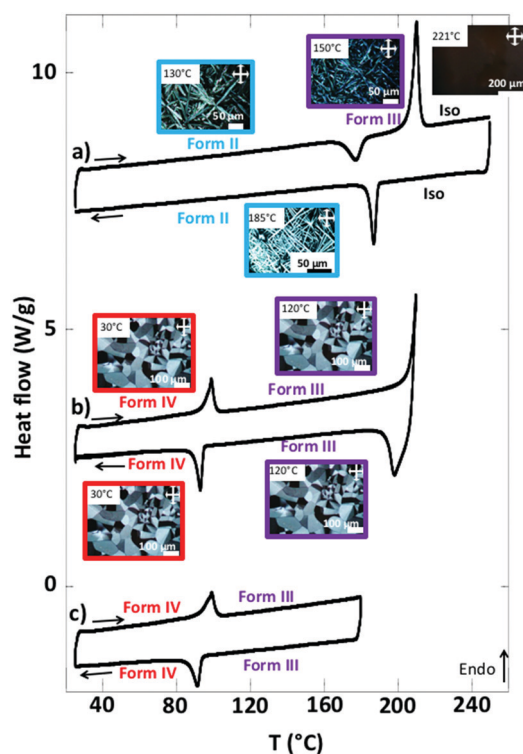 221°C
200 µm
150°C
50 µm
130°C
50 µm
10
Form III
Iso
Form II
a)
Form II
Iso
185°C
50 µm
Heat flow (W/g)
5
30°C
100 µm
120°C
100 µm
Form IV
Form III
b)
Form III
Form IV
30°C
100 µm
120°C
100 µm
0
c)
Form IV
Form III
Form III
Form IV
Endo
40
80
120
160
200
240
T (°C)